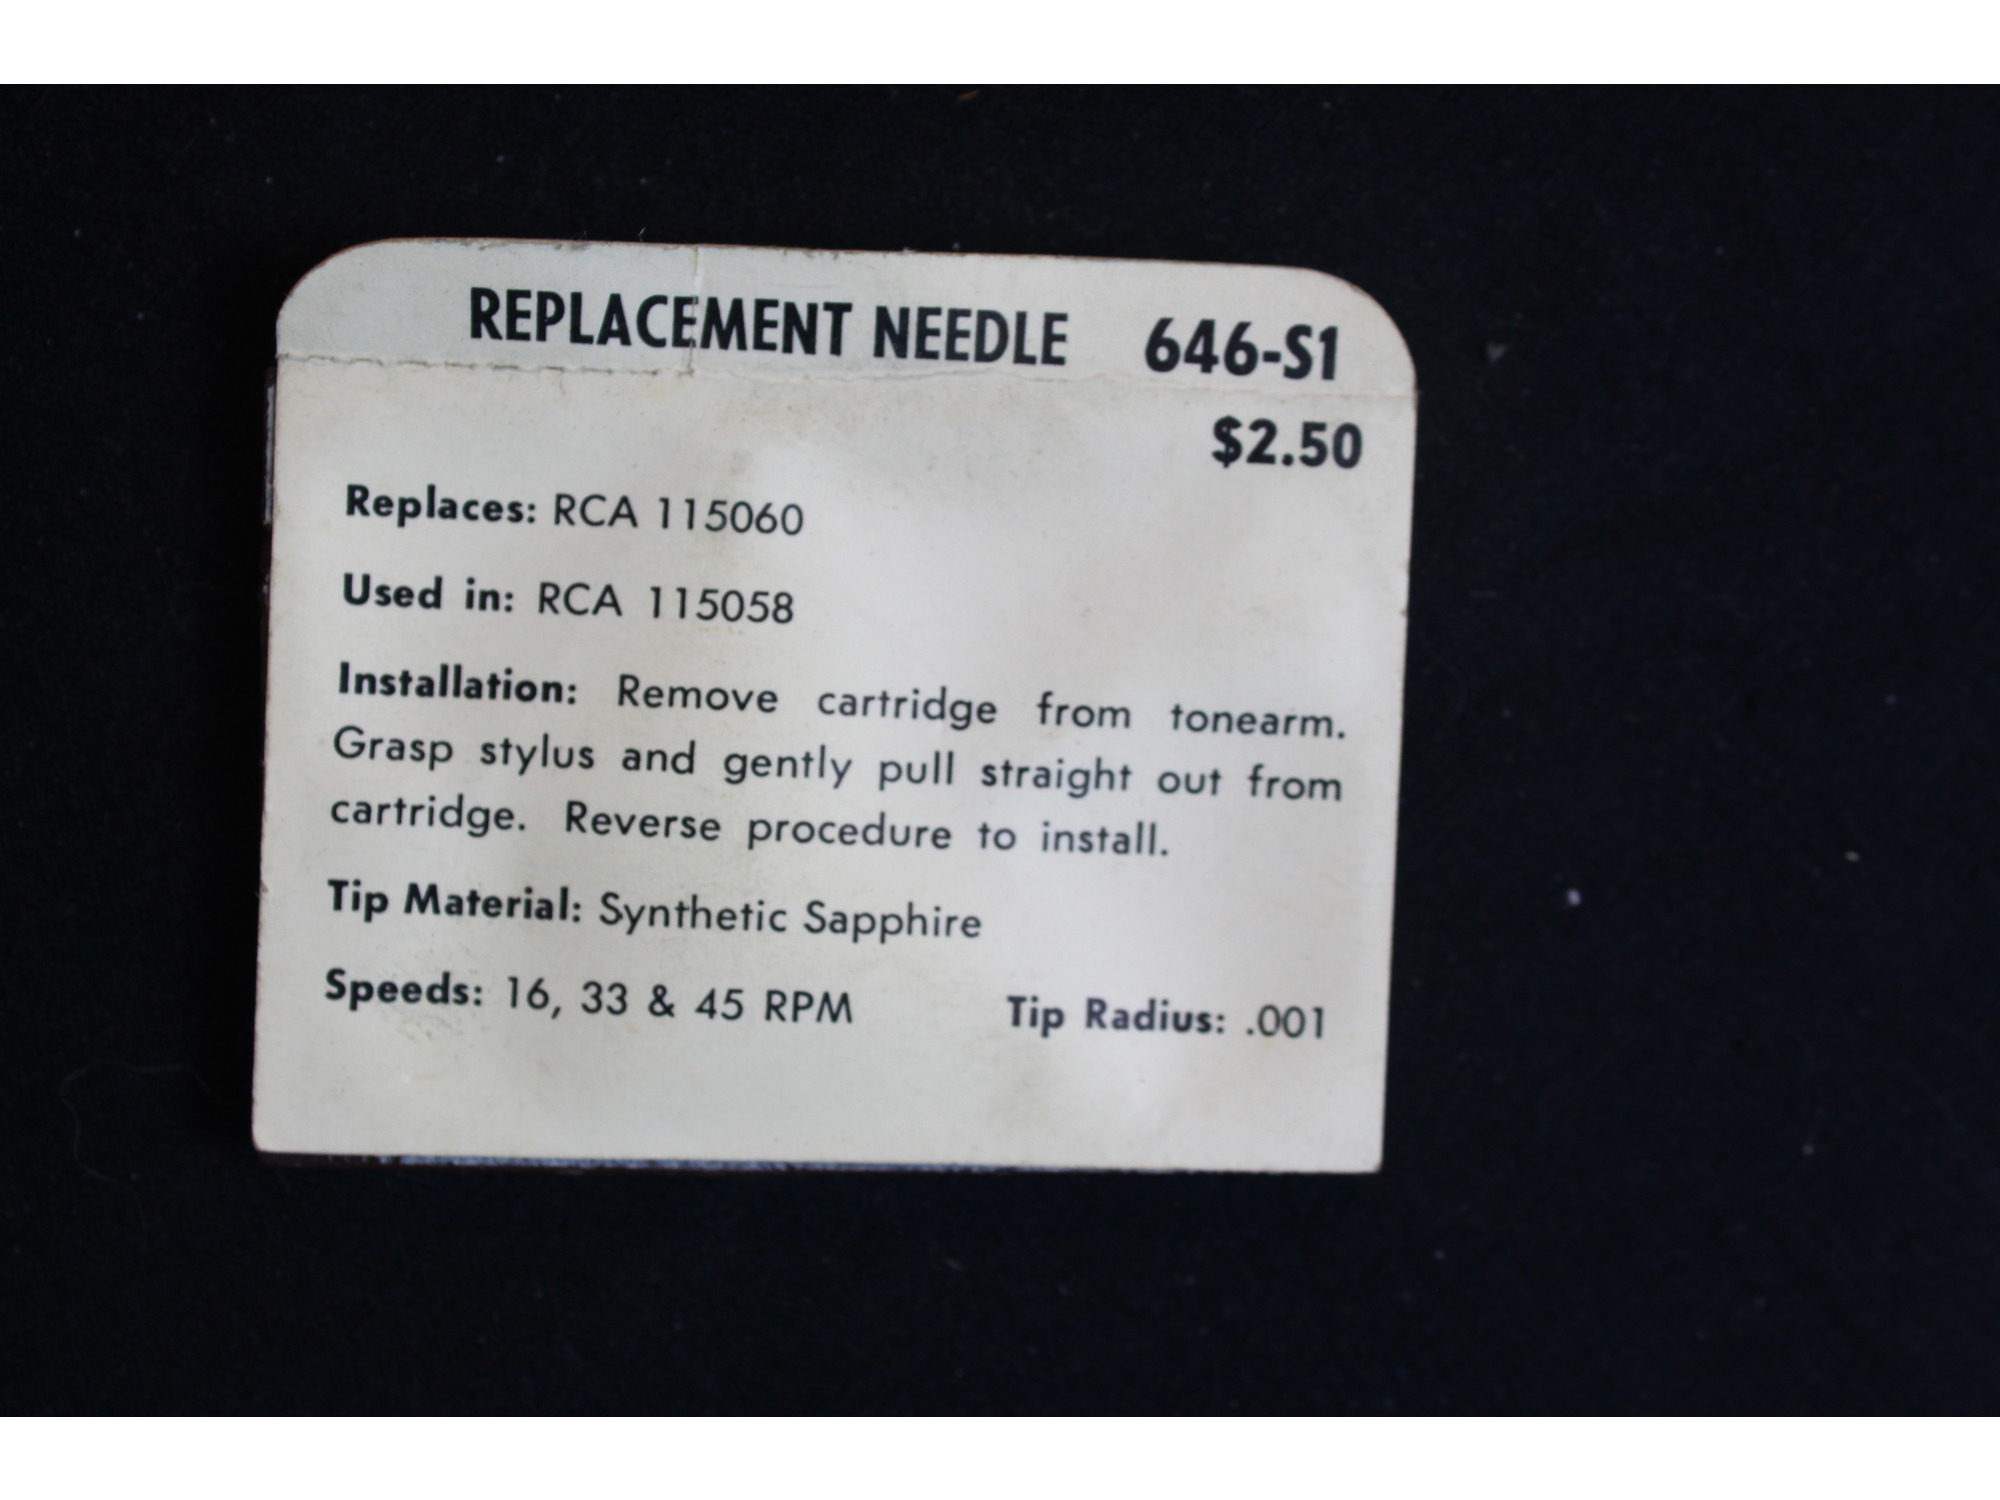 REPLACEMENT NEEDLE 646-S1
$2.50
Replaces: RCA 115060
Used in: RCA 115058
Installation: Remove cartridge from tonearm.
Grasp stylus and gently pull straight out from
cartridge. Reverse procedure to install.
Tip Material: Synthetic Sapphire
Speeds: 16, 33 & 45 RPM Tip Radius: .001